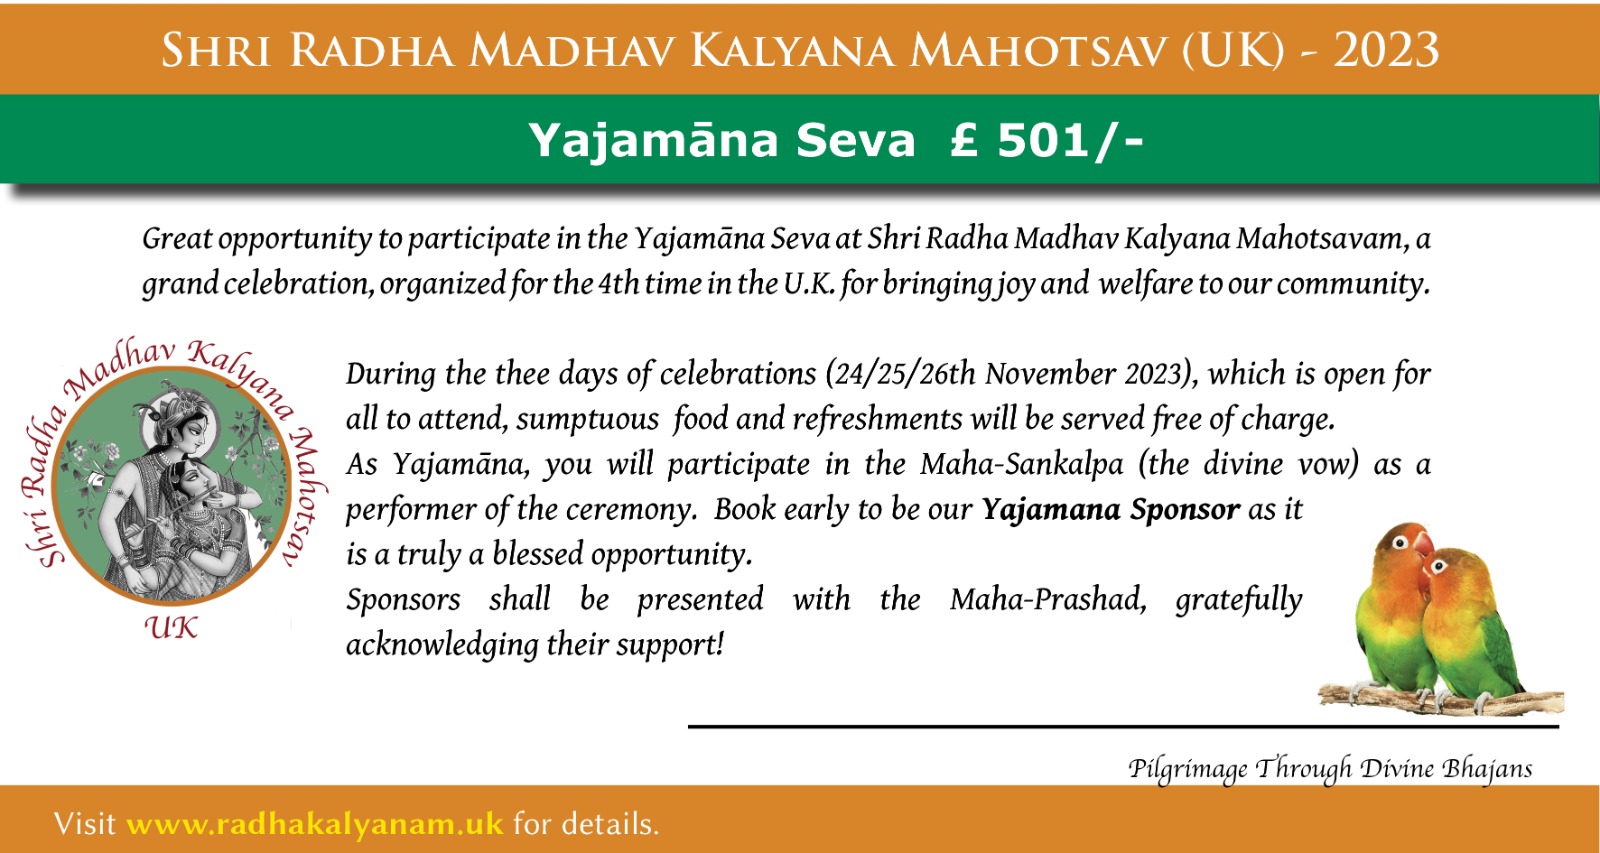 Shri Radha Madhav Kalyana Mahotsav (UK) - 2023
Yajamāna Seva £ 501/-
Great opportunity to participate in the Yajamāna Seva at Shri Radha Madhav Kalyana Mahotsavam, a
grand celebration, organized for the 4th time in the U.K. for bringing joy and welfare to our community.
Shri Radha Madhav Kalyana Mahotsav
UK
During the thee days of celebrations (24/25/26th November 2023), which is open for
all to attend, sumptuous food and refreshments will be served free of charge.
As Yajamāna, you will participate in the Maha-Sankalpa (the divine vow) as a
performer of the ceremony. Book early to be our Yajamana Sponsor as it
is a truly a blessed opportunity.
Sponsors shall be presented with the Maha-Prashad, gratefully
acknowledging their support!
Pilgrimage Through Divine Bhajans
Visit www.radhakalyanam.uk for details.